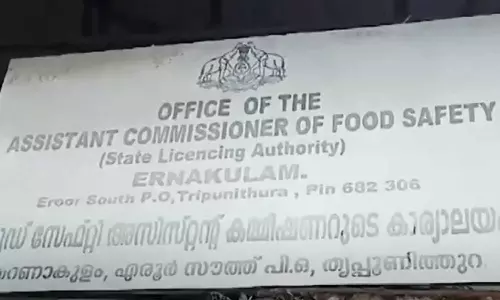 OFFICE OF THE
ASSISTANT COMMISSIONER OF FOOD SAFETY
(State Licencing Authority)
ERNAKULAM.
Eroor South P.O,Tripunithura , Pin 682 306
സേഫ്റ്റി അസിസ്റ്റന്റ് കമ്മീഷണറുടെ കാര്യാലയം
എരൂർ സൗത്ത് പി.ഒ, തൃപ്പൂണിത്തുറ.